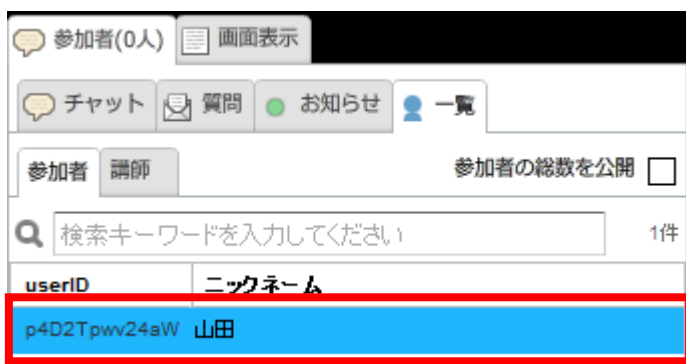 参加者(0人) 画面表示
チャット 質問 お知らせ 一覧
参加者 講師 参加者の総数を公開
検索キーワードを入力してください 1件
userID ニックネーム
p4D2Tpwv24aW 山田